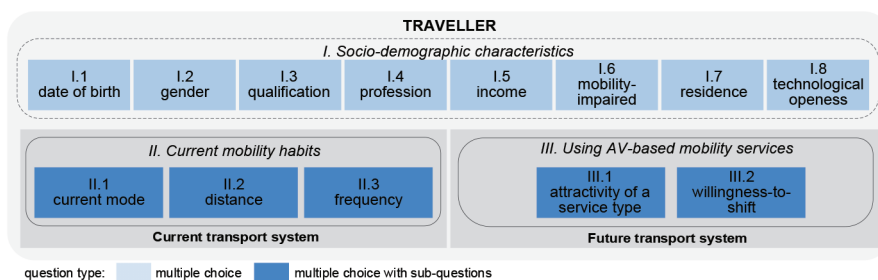 TRAVELLER
I. Socio-demographic characteristics
I.1
date of birth
I.2
gender
I.3
qualification
I.4
profession
I.5
income
I.6
mobility-
impaired
I.7
residence
I.8
technological
openess
II. Current mobility habits
II.1
current mode
II.2
distance
II.3
frequency
Current transport system
III. Using AV-based mobility services
III.1
attractivity of a
service type
III.2
willingness-to-
shift
Future transport system
question type: multiple choice multiple choice with sub-questions